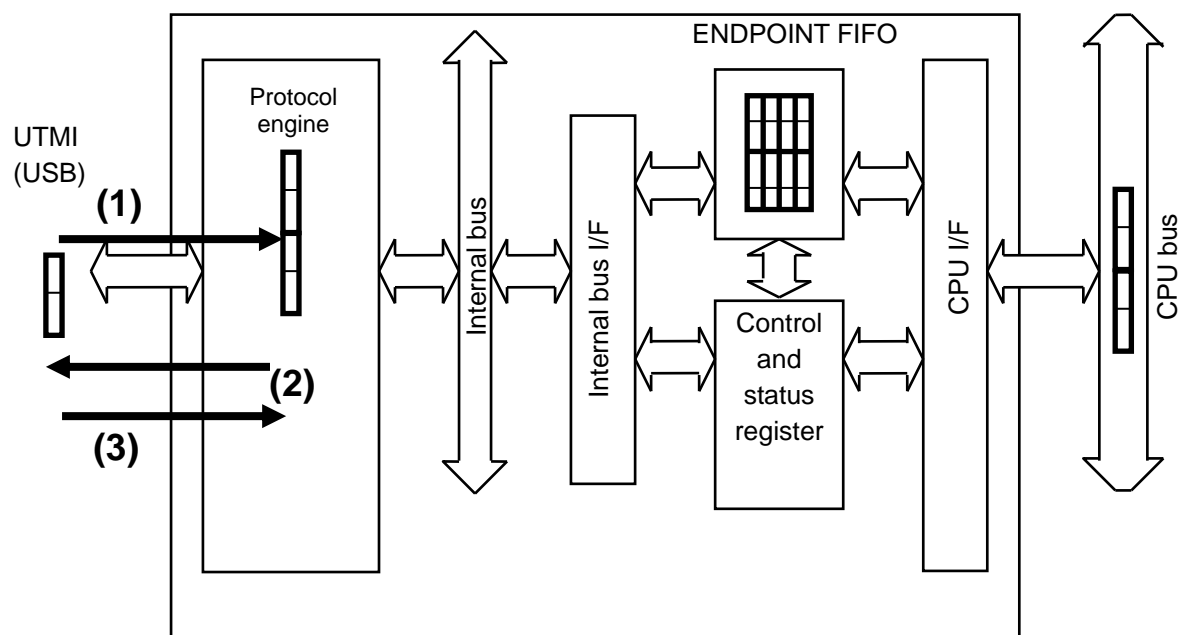 ENDPOINT FIFO
Protocol
engine
UTMI
(USB)
(1)
(2)
(3)
Internal bus
Internal bus I/F
Control
and
status
register
CPU I/F
CPU bus